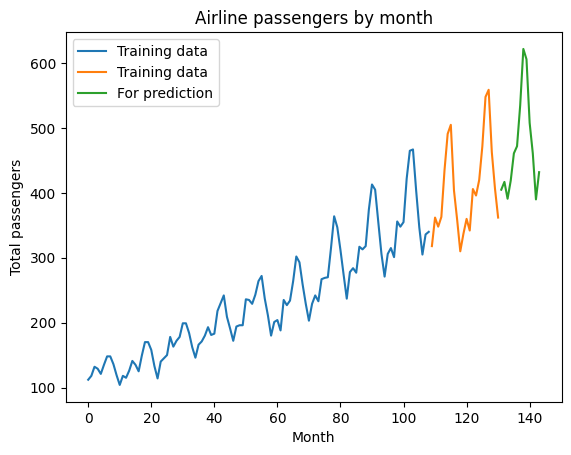 Airline passengers by month
Training data
Training data
For prediction
600
500
400
300
200
100
Total passengers
0 20 40 60 80 100 120 140
Month